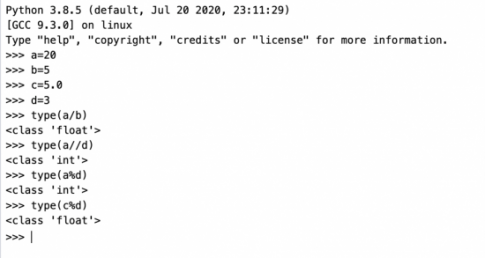 Python 3.8.5 (default, Jul 20 2020, 23:11:29)
[GCC 9.3.0] on linux
Type "help", "copyright", "credits" or "license" for more information.
>>> a=20
>>> b=5
>>> c=5.0
>>> d=3
>>> type(a/b)
<class 'float'>
>>> type(a//d)
<class 'int'>
>>> type(a%d)
<class 'int'>
>>> type(c%d)
<class 'float'>
>>>